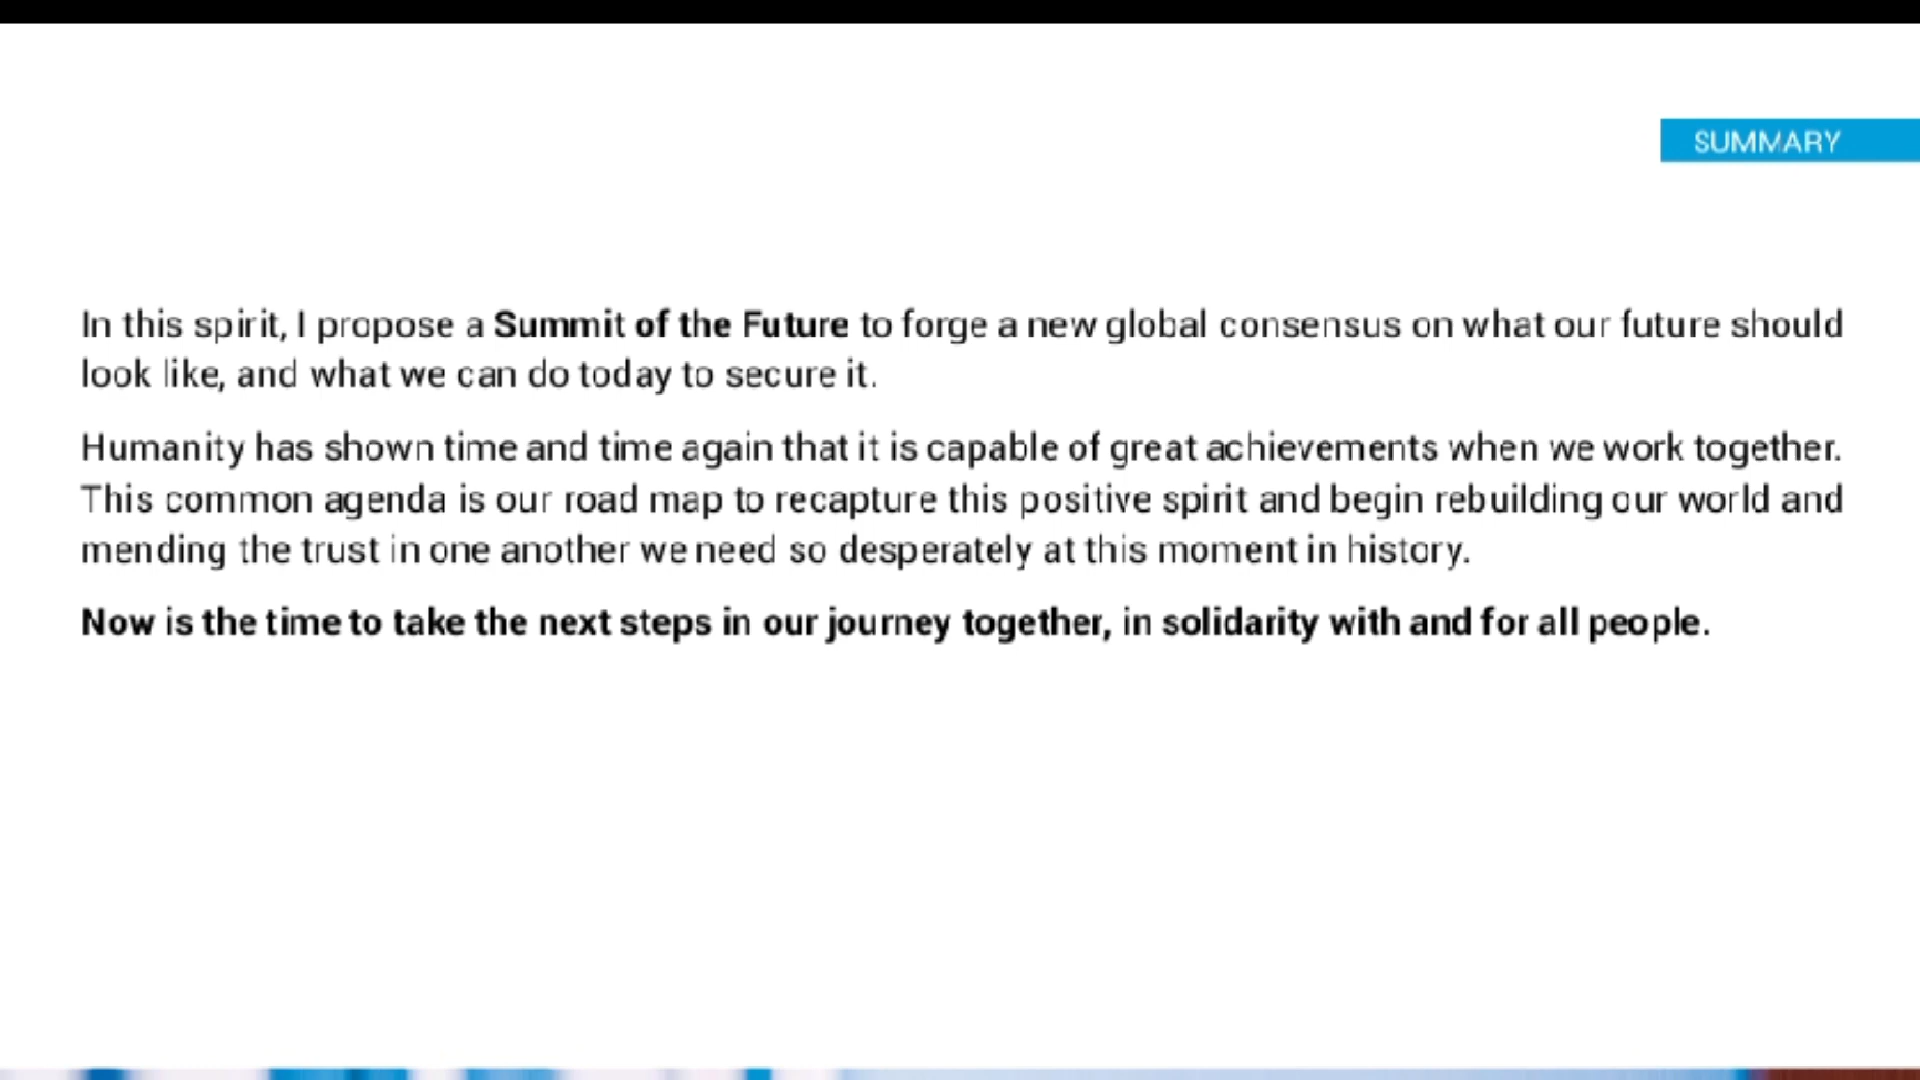 SUMMARY
In this spirit, I propose a Summit of the Future to forge a new global consensus on what our future should
look like, and what we can do today to secure it.
Humanity has shown time and time again that it is capable of great achievements when we work together.
This common agenda is our road map to recapture this positive spirit and begin rebuilding our world and
mending the trust in one another we need so desperately at this moment in history.
Now is the time to take the next steps in our journey together, in solidarity with and for all people.